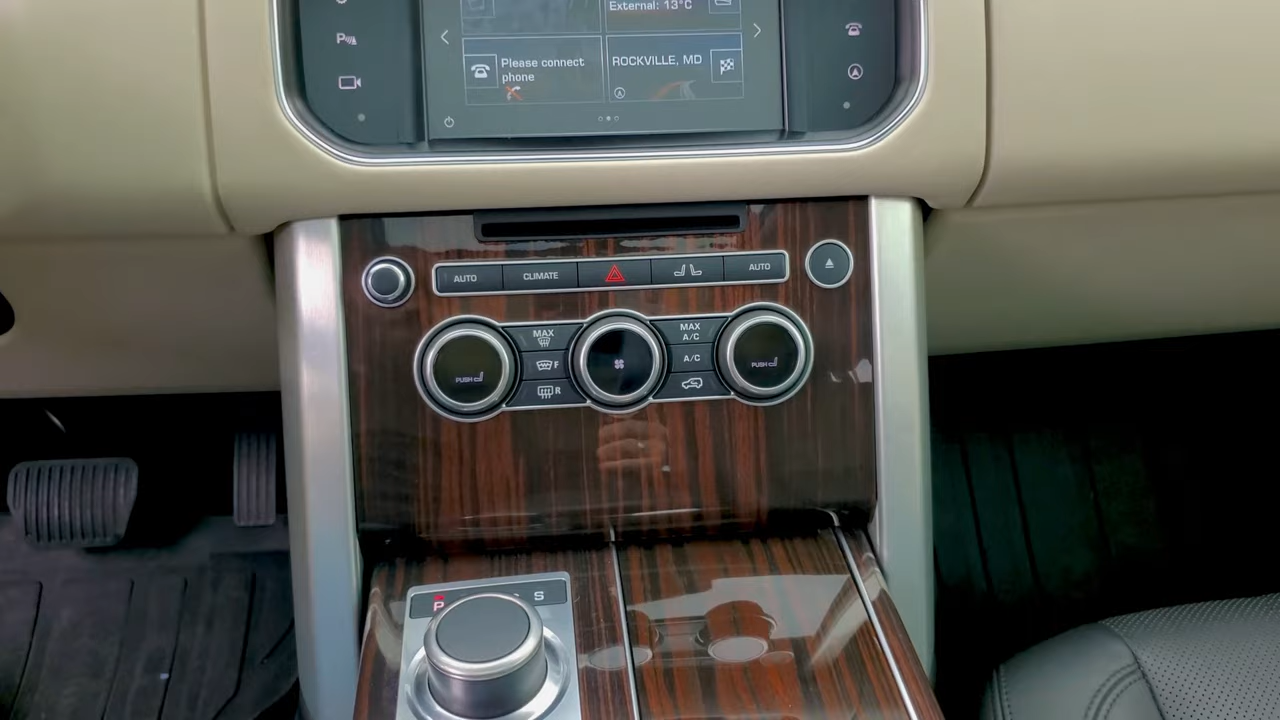 External: 13°C
P
Please connect
phone
ROCKVILLE, MD
AUTO
CLIMATE
AUTO
MAX
F
R
MAX
A/C
A/C
PUSH
PUSH
P
S